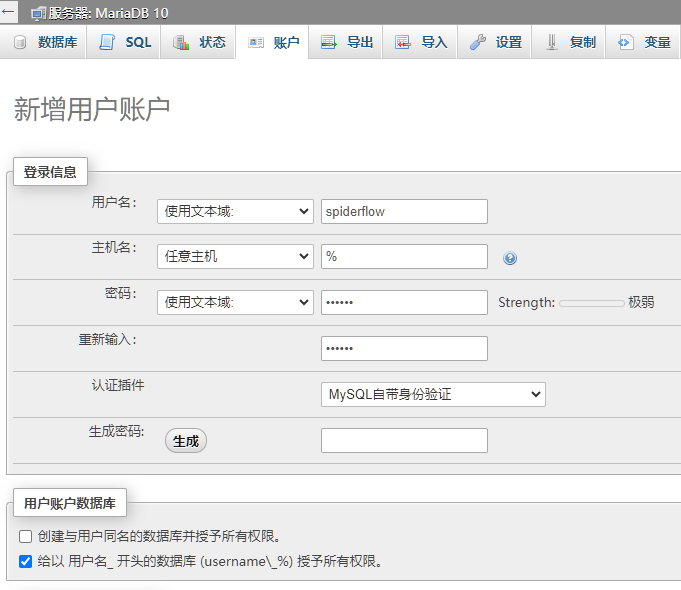 服务器: MariaDB 10
数据库 SQL 状态 账户 导出 导入 设置 复制 变量
新增用户账户
登录信息
用户名: 使用文本域: spiderflow
主机名: 任意主机 %
密码: 使用文本域: •••••• Strength: 极弱
重新输入: ••••••
认证插件 MySQL自带身份验证
生成密码: 生成
用户账户数据库
创建与用户同名的数据库并授予所有权限。
给以 用户名_ 开头的数据库 (username\_%) 授予所有权限。